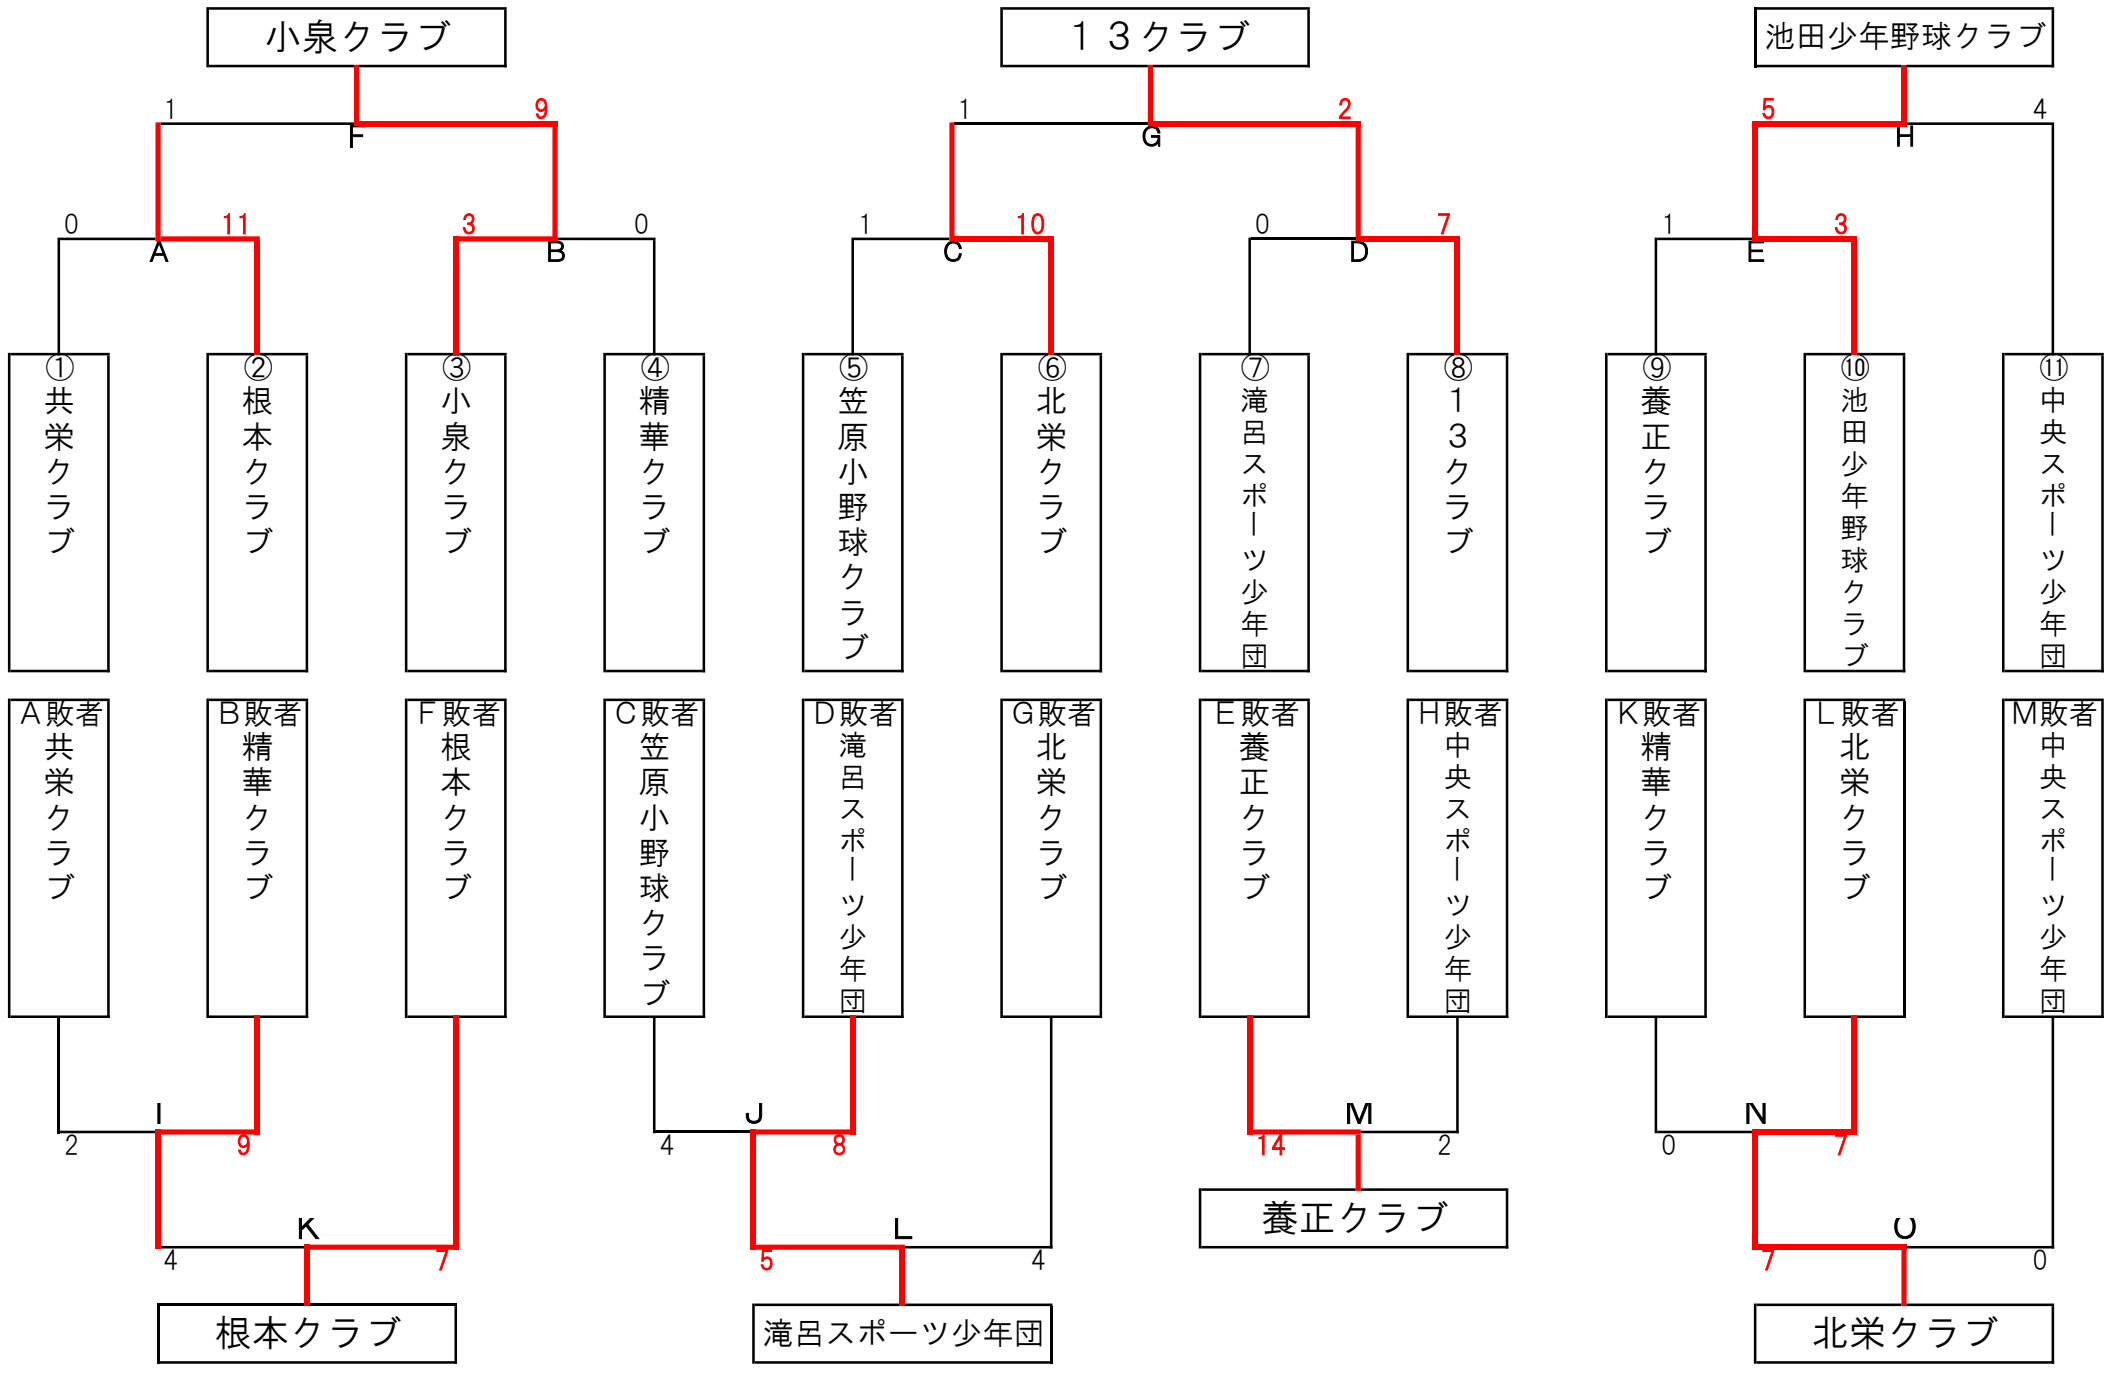 小泉クラブ
１３クラブ
池田少年野球クラブ
1 9
F
1 2
G
5 4
H
0 11
A
3 0
B
1 10
C
0 7
D
1 3
E
①共栄クラブ
②根本クラブ
③小泉クラブ
④精華クラブ
⑤笠原小野球クラブ
⑥北栄クラブ
⑦滝呂スポーツ少年団
⑧１３クラブ
⑨養正クラブ
⑩池田少年野球クラブ
⑪中央スポーツ少年団
Ａ敗者
共栄クラブ
Ｂ敗者
精華クラブ
Ｆ敗者
根本クラブ
Ｃ敗者
笠原小野球クラブ
Ｄ敗者
滝呂スポーツ少年団
Ｇ敗者
北栄クラブ
Ｅ敗者
養正クラブ
Ｈ敗者
中央スポーツ少年団
Ｋ敗者
精華クラブ
Ｌ敗者
北栄クラブ
Ｍ敗者
中央スポーツ少年団
I
2 9
J
4 8
M
14 2
N
0 7
K
4 7
L
5 4
養正クラブ
O
7 0
根本クラブ
滝呂スポーツ少年団
北栄クラブ